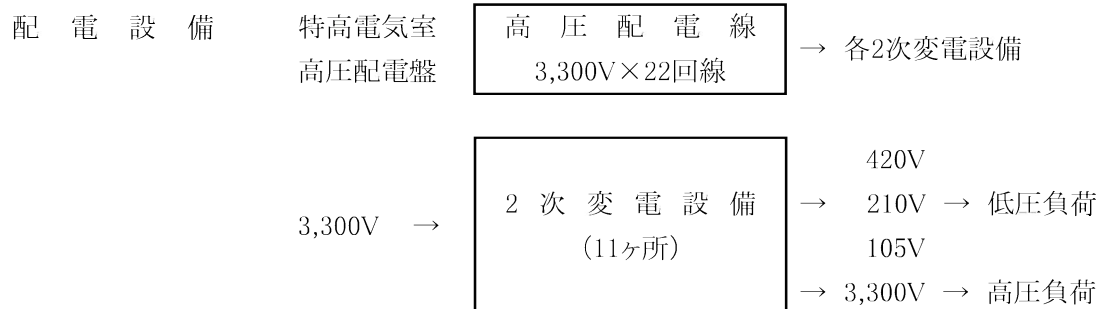 配電設備 特高電気室 高圧配電線
高圧配電盤 3,300V×22回線 → 各2次変電設備
420V
2次変電設備 → 210V → 低圧負荷
3,300V → (11ヶ所) 105V
→ 3,300V → 高圧負荷